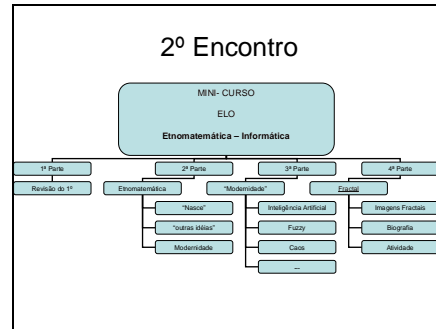 2º Encontro
MINI- CURSO
ELO
Etnomatemática – Informática
1ª Parte
2ª Parte
3ª Parte
4ª Parte
Revisão do 1º
Etnomatemática
"Modernidade"
Fractal
"Nasce"
Inteligência Artificial
Imagens Fractais
"outras idéias"
Fuzzy
Biografia
Modernidade
Caos
Atividade
...